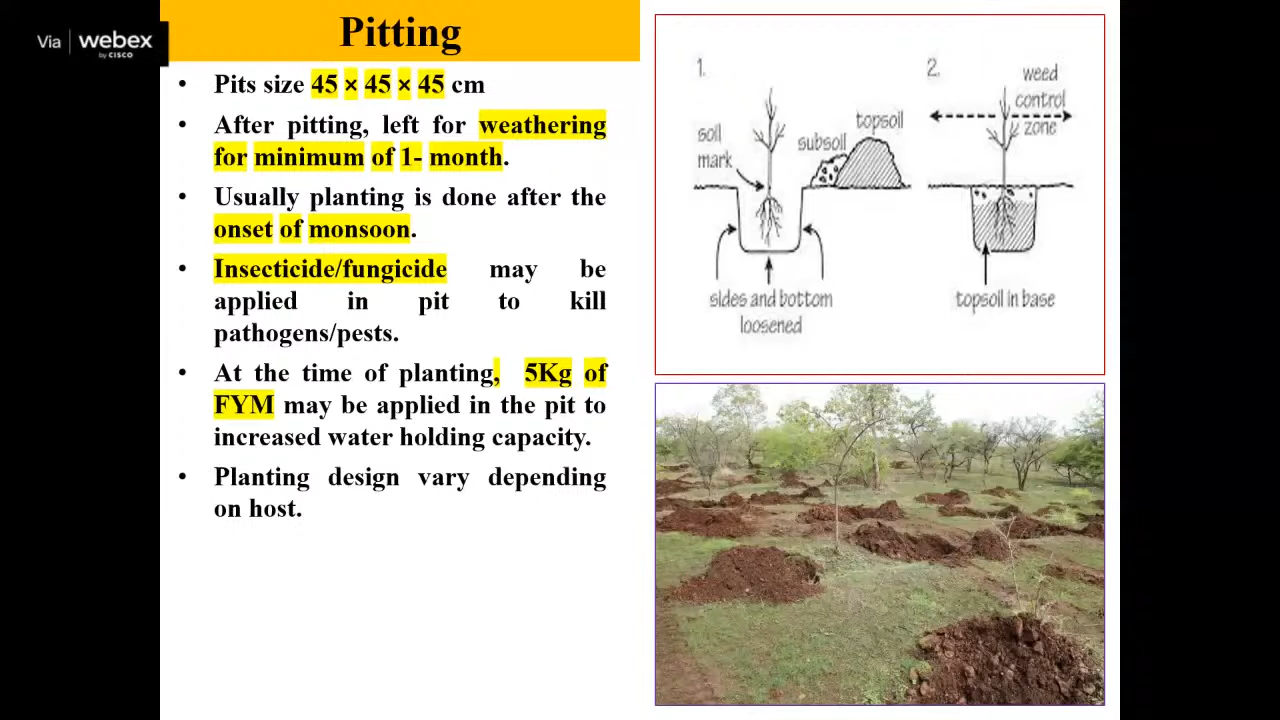 Via webex
by CISCO
Pitting
• Pits size 45 × 45 × 45 cm
• After pitting, left for weathering
for minimum of 1- month.
• Usually planting is done after the
onset of monsoon.
• Insecticide/fungicide may be
applied in pit to kill
pathogens/pests.
• At the time of planting, 5Kg of
FYM may be applied in the pit to
increased water holding capacity.
• Planting design vary depending
on host.
1.
soil
mark
subsoil
topsoil
sides and bottom
loosened
2.
weed
control
zone
topsoil in base